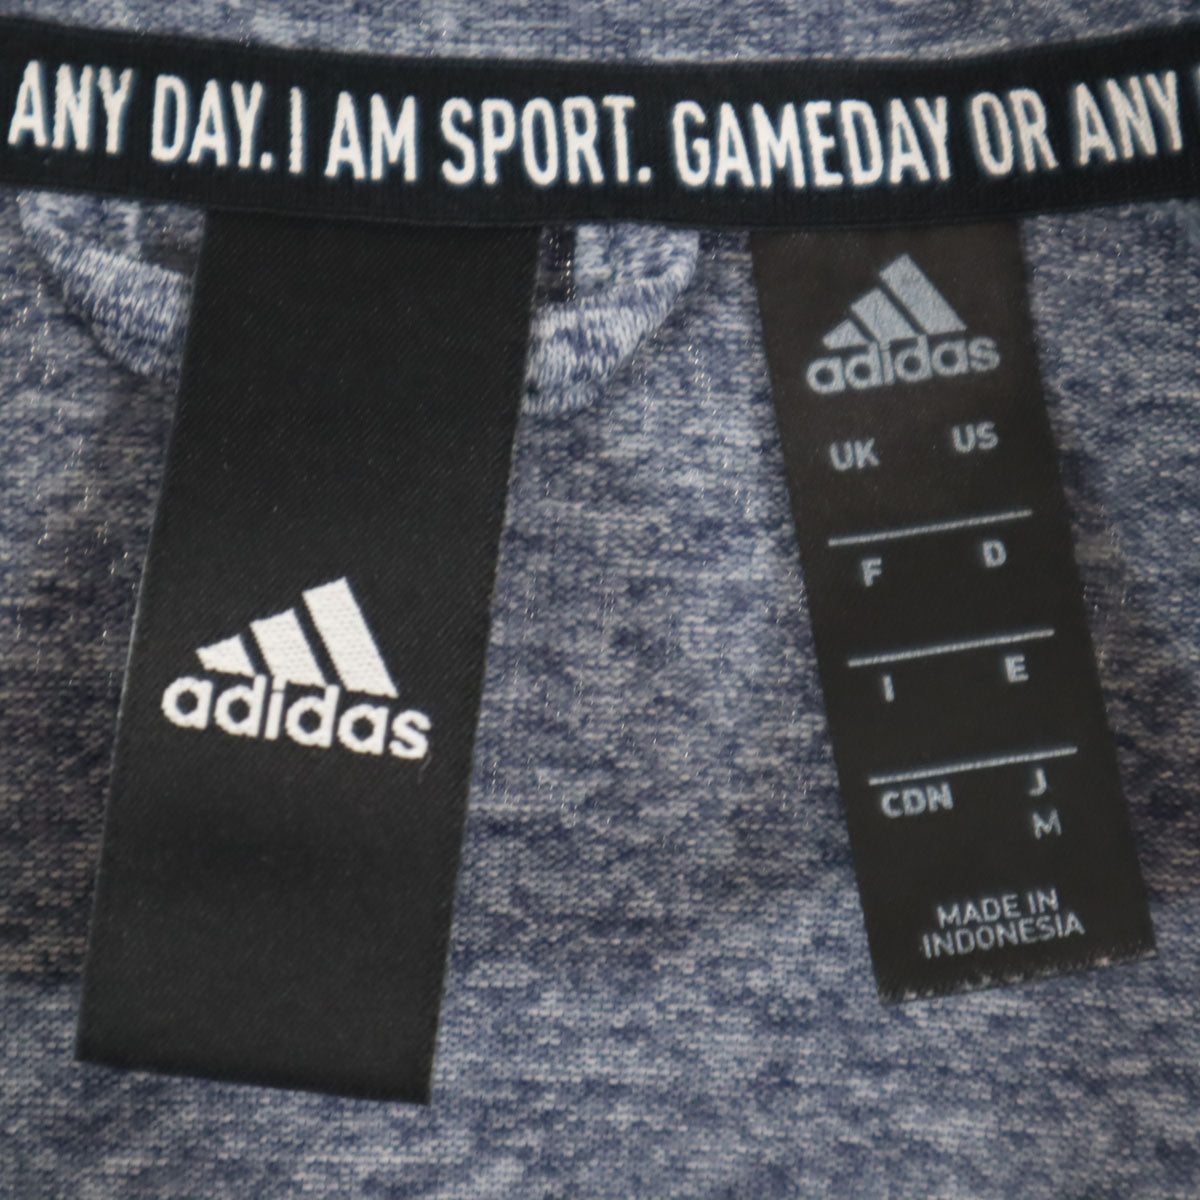 ANY DAY. I AM SPORT. GAMEDAY OR ANY
adidas
adidas
UK US
F D
I E
CDN J
M
MADE IN
INDONESIA